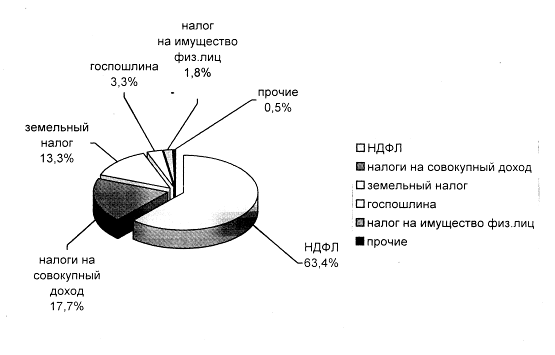 налог
на имущество
физ.лиц
1,8%
госпошлина
3,3%
прочие
0,5%
земельный
налог
13,3%
НДФЛ
63,4%
налоги на
совокупный
доход
17,7%
НДФЛ
налоги на совокупный доход
земельный налог
госпошлина
налог на имущество физ.лиц
прочие